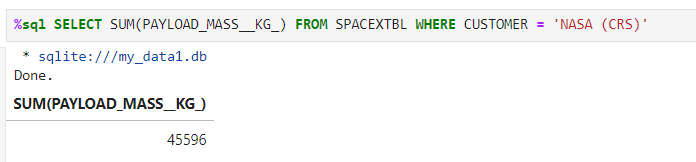 %sql SELECT SUM(PAYLOAD_MASS__KG_) FROM SPACEXTBL WHERE CUSTOMER = 'NASA (CRS)'
* sqlite:///my_data1.db
Done.
SUM(PAYLOAD_MASS__KG_)
45596